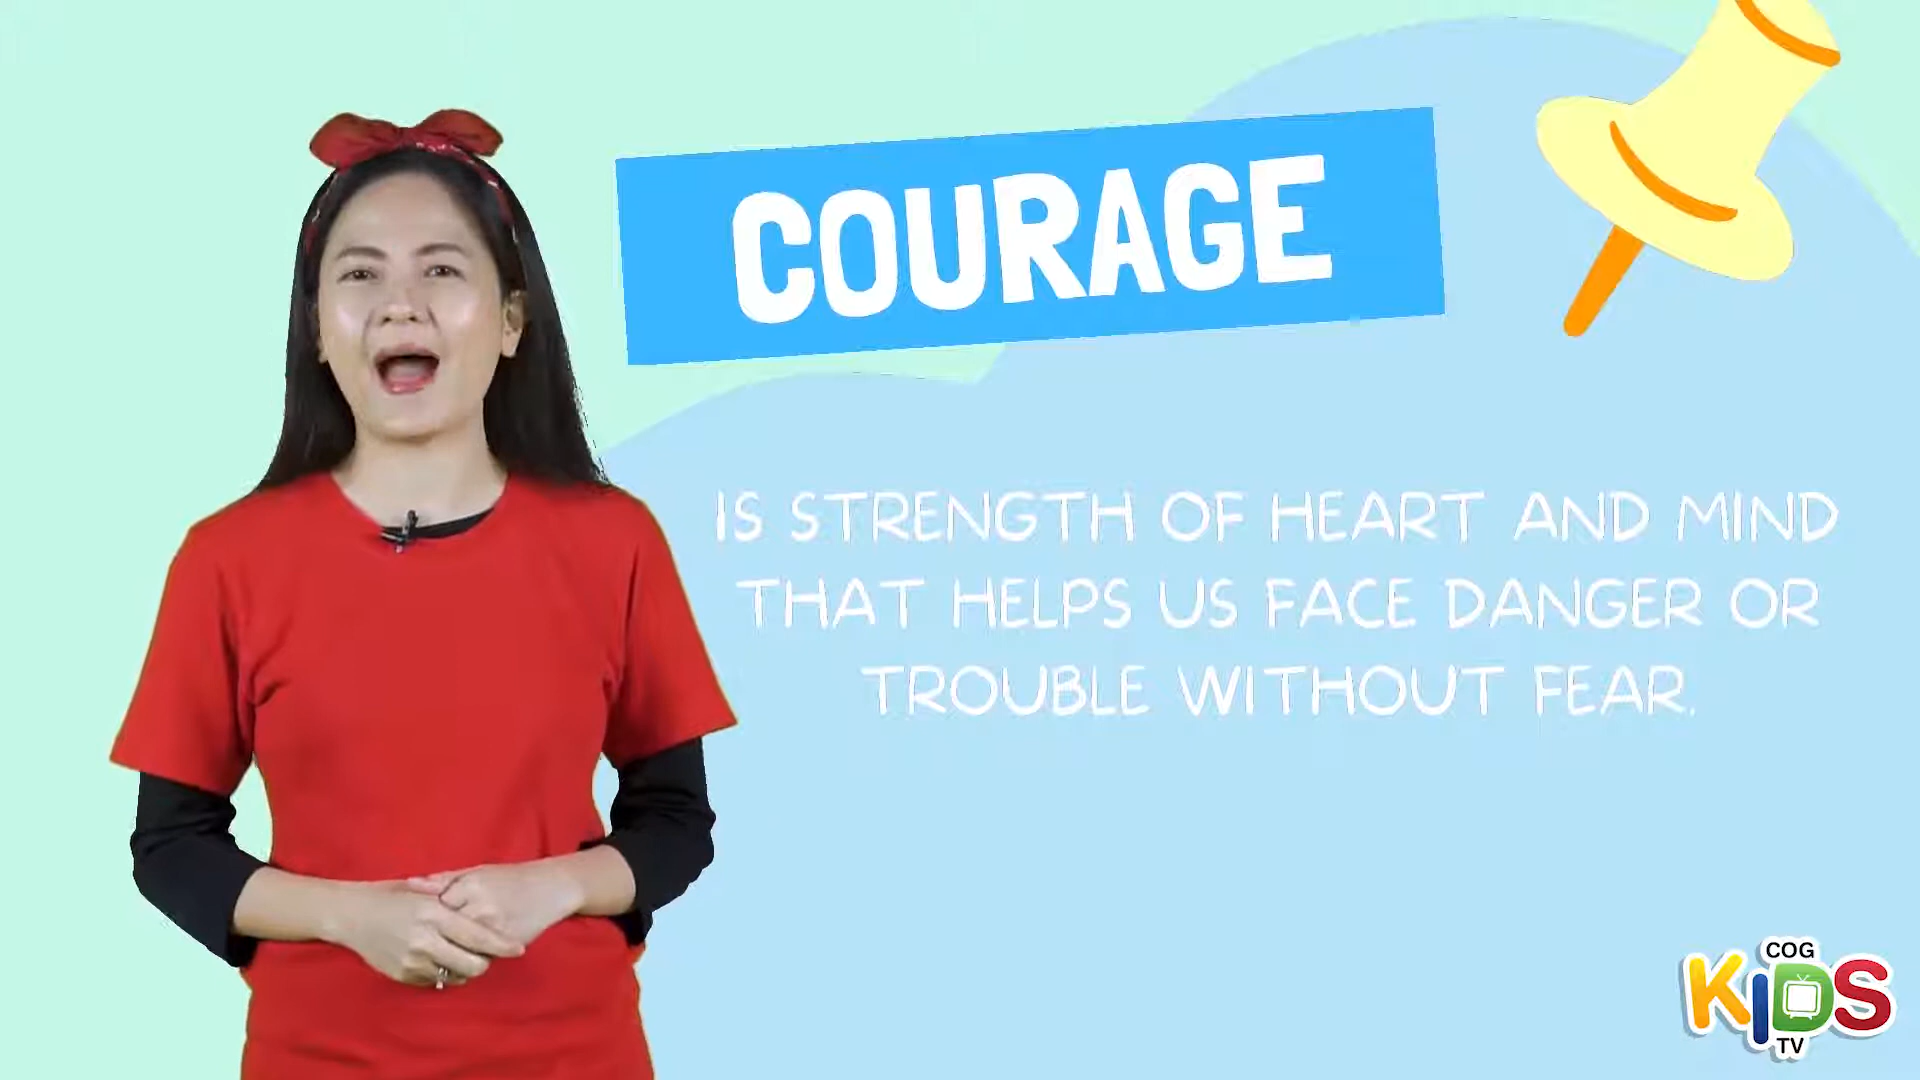 COURAGE
IS STRENGTH OF HEART AND MIND
THAT HELPS US FACE DANGER OR
TROUBLE WITHOUT FEAR.
COG
KIDS
TV